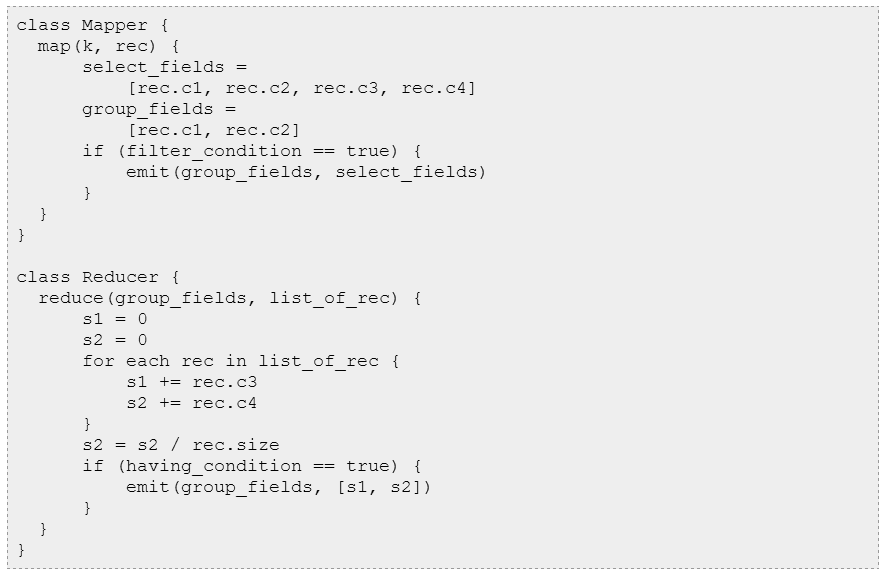 class Mapper {
  map(k, rec) {
      select_fields =
          [rec.c1, rec.c2, rec.c3, rec.c4]
      group_fields =
          [rec.c1, rec.c2]
      if (filter_condition == true) {
          emit(group_fields, select_fields)
      }
  }
}

class Reducer {
  reduce(group_fields, list_of_rec) {
      s1 = 0
      s2 = 0
      for each rec in list_of_rec {
          s1 += rec.c3
          s2 += rec.c4
      }
      s2 = s2 / rec.size
      if (having_condition == true) {
          emit(group_fields, [s1, s2])
      }
  }
}